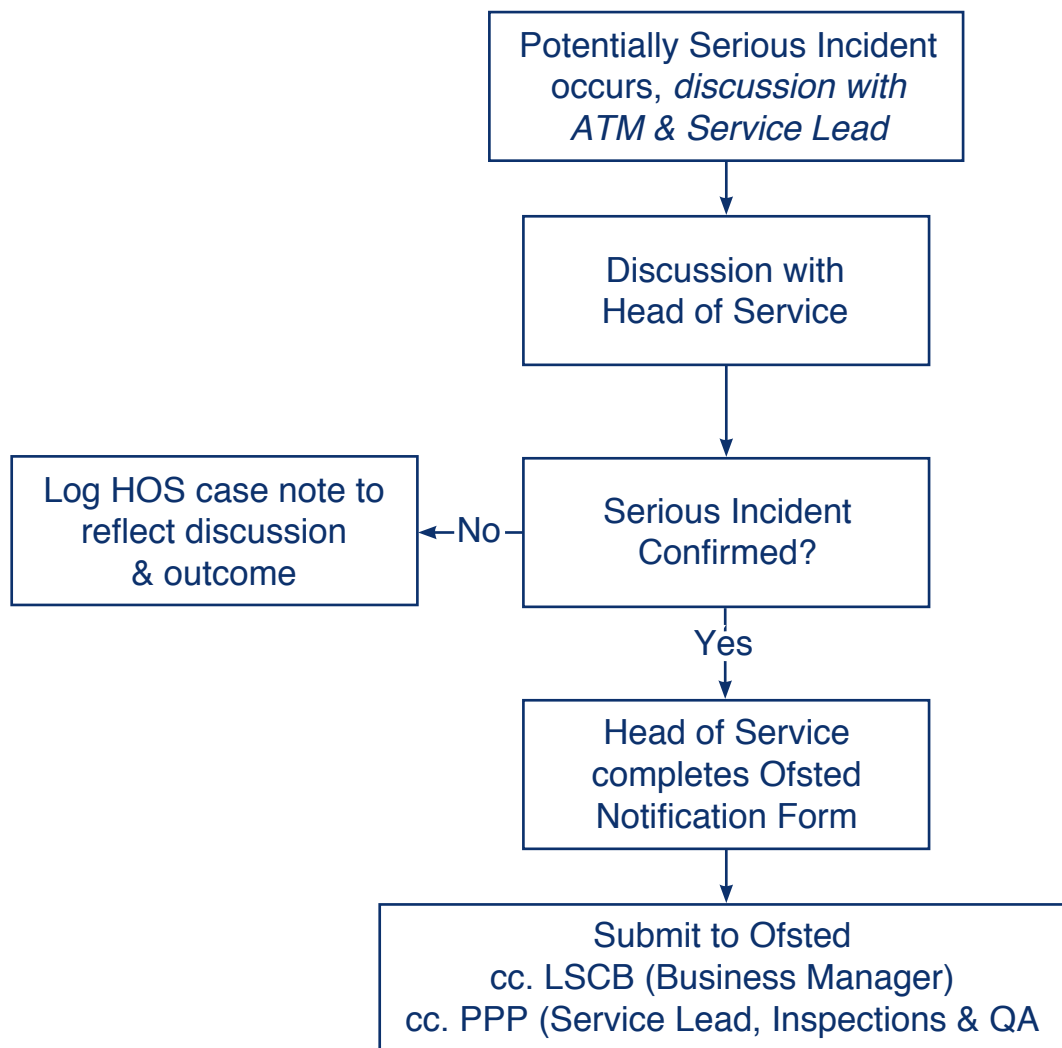 Potentially Serious Incident
occurs, discussion with
ATM & Service Lead
Discussion with
Head of Service
Log HOS case note to
reflect discussion
& outcome
No
Serious Incident
Confirmed?
Yes
Head of Service
completes Ofsted
Notification Form
Submit to Ofsted
cc. LSCB (Business Manager)
cc. PPP (Service Lead, Inspections & QA